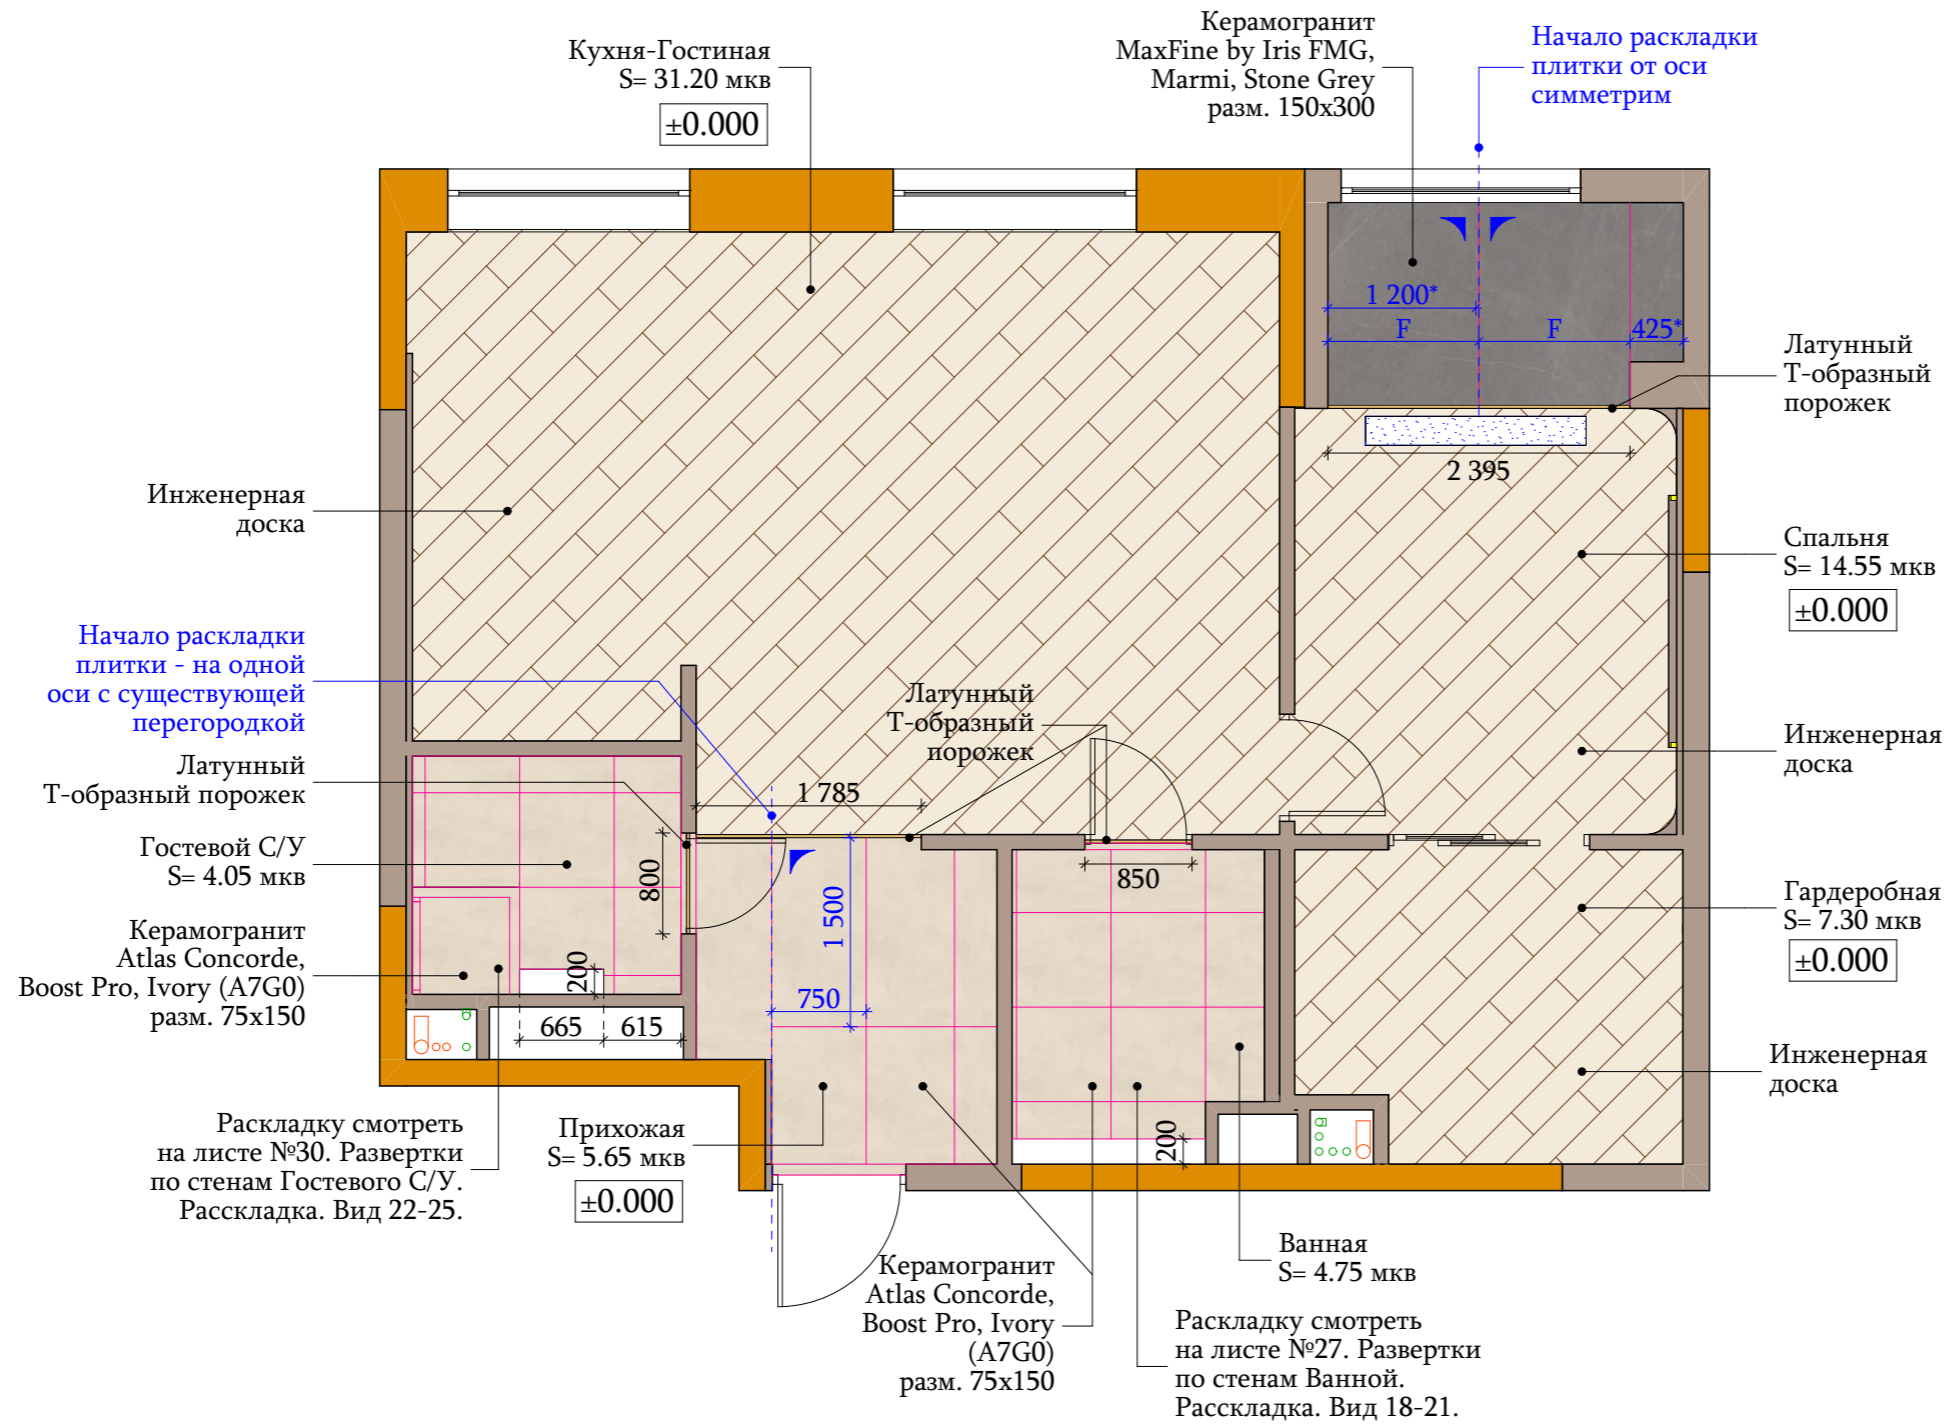 Кухня-Гостиная
S= 31.20 мкв
±0.000
Керамогранит
MaxFine by Iris FMG,
Marmi, Stone Grey
разм. 150x300
Начало раскладки
плитки от оси
симметрим
1 200*
F
F
425*
Латунный
Т-образный
порожек
2 395
Инженерная
доска
Спальня
S= 14.55 мкв
±0.000
Начало раскладки
плитки - на одной
оси с существующей
перегородкой
Латунный
Т-образный
порожек
Инженерная
доска
Латунный
Т-образный порожек
1 785
Гостевой С/У
S= 4.05 мкв
800
850
1 500
Гардеробная
S= 7.30 мкв
±0.000
Керамогранит
Atlas Concorde,
Boost Pro, Ivory (A7G0)
разм. 75x150
200
750
665
615
Инженерная
доска
Раскладку смотреть
на листе №30. Развертки
по стенам Гостевого С/У.
Расскладка. Вид 22-25.
Прихожая
S= 5.65 мкв
±0.000
200
Ванная
S= 4.75 мкв
Керамогранит
Atlas Concorde,
Boost Pro, Ivory
(A7G0)
разм. 75x150
Раскладку смотреть
на листе №27. Развертки
по стенам Ванной.
Расскладка. Вид 18-21.